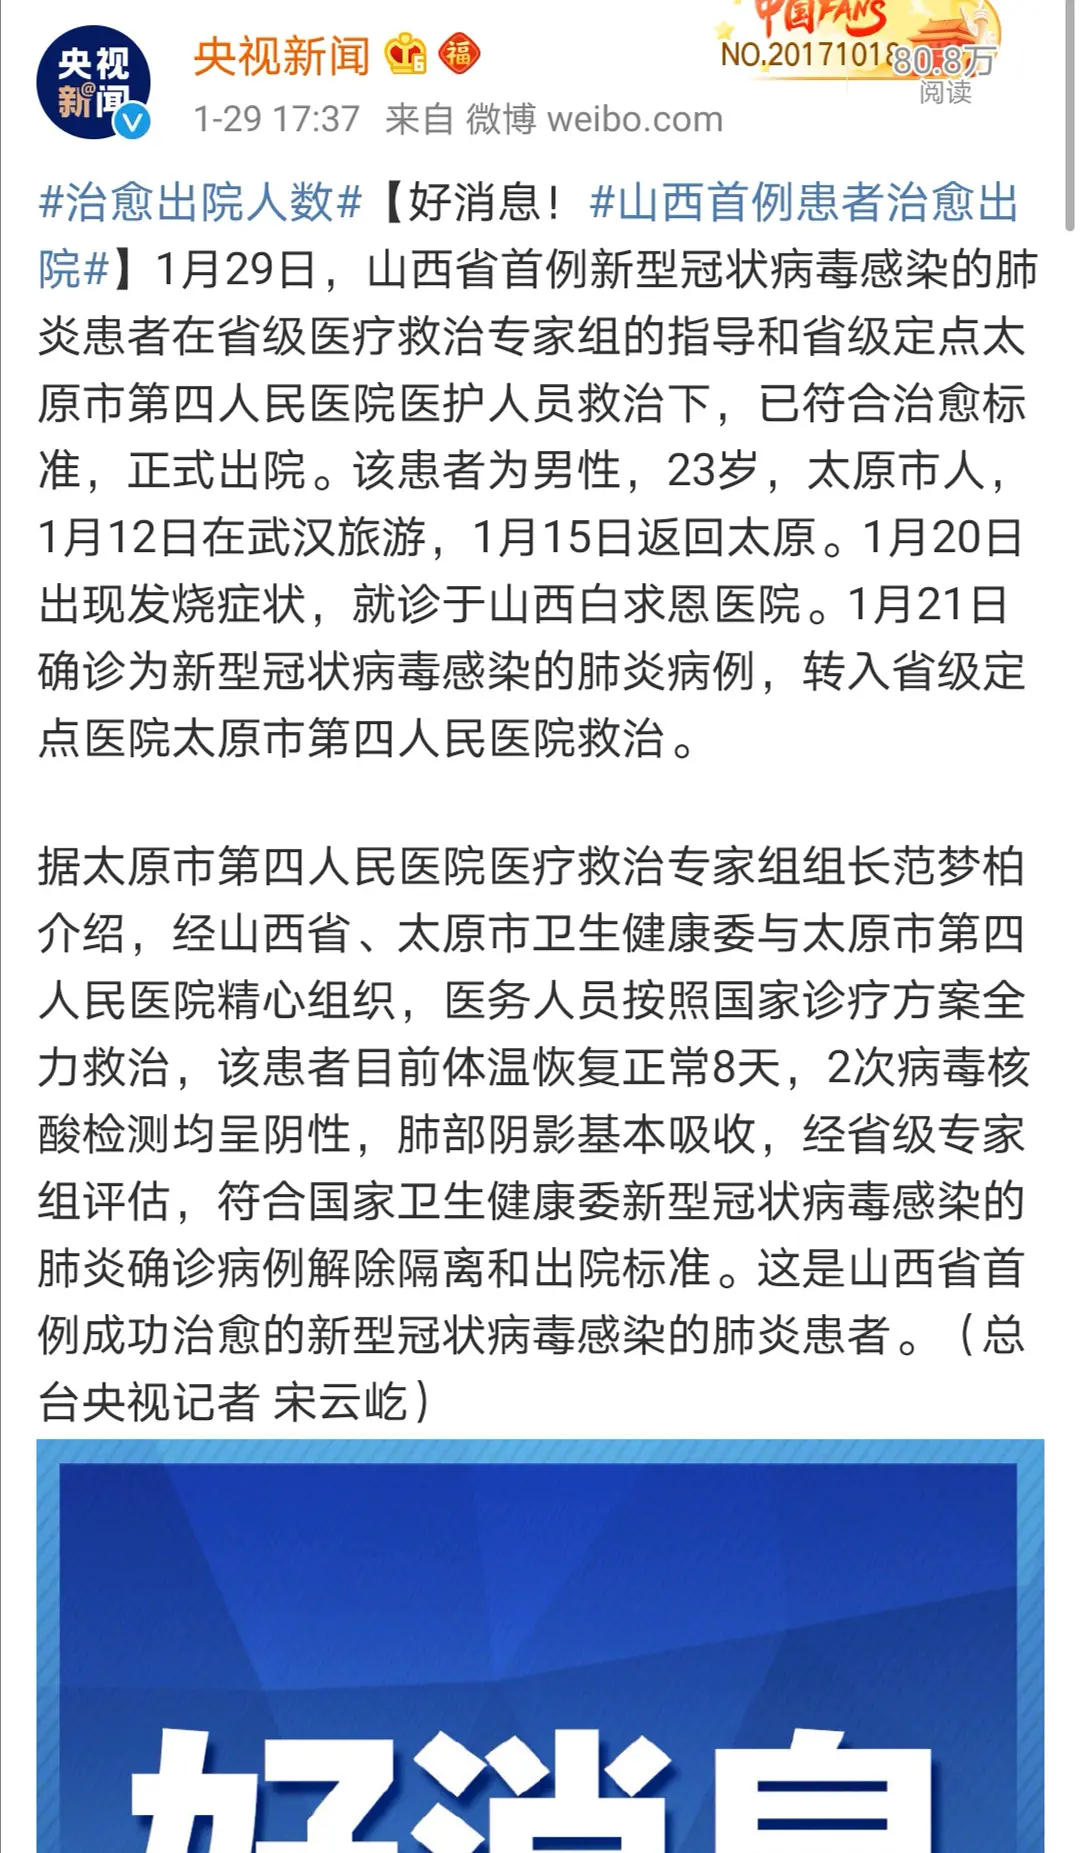 央视
新@闻
中国FANS
央视新闻
NO.20171018
80.8万
阅读
1-29 17:37 来自 微博 weibo.com
#治愈出院人数#【好消息！#山西首例患者治愈出
院#】1月29日，山西省首例新型冠状病毒感染的肺
炎患者在省级医疗救治专家组的指导和省级定点太
原市第四人民医院医护人员救治下，已符合治愈标
准，正式出院。该患者为男性，23岁，太原市人，
1月12日在武汉旅游，1月15日返回太原。1月20日
出现发烧症状，就诊于山西白求恩医院。1月21日
确诊为新型冠状病毒感染的肺炎病例，转入省级定
点医院太原市第四人民医院救治。
据太原市第四人民医院医疗救治专家组组长范梦柏
介绍，经山西省、太原市卫生健康委与太原市第四
人民医院精心组织，医务人员按照国家诊疗方案全
力救治，该患者目前体温恢复正常8天，2次病毒核
酸检测均呈阴性，肺部阴影基本吸收，经省级专家
组评估，符合国家卫生健康委新型冠状病毒感染的
肺炎确诊病例解除隔离和出院标准。这是山西省首
例成功治愈的新型冠状病毒感染的肺炎患者。（总
台央视记者 宋云屹）
好消息